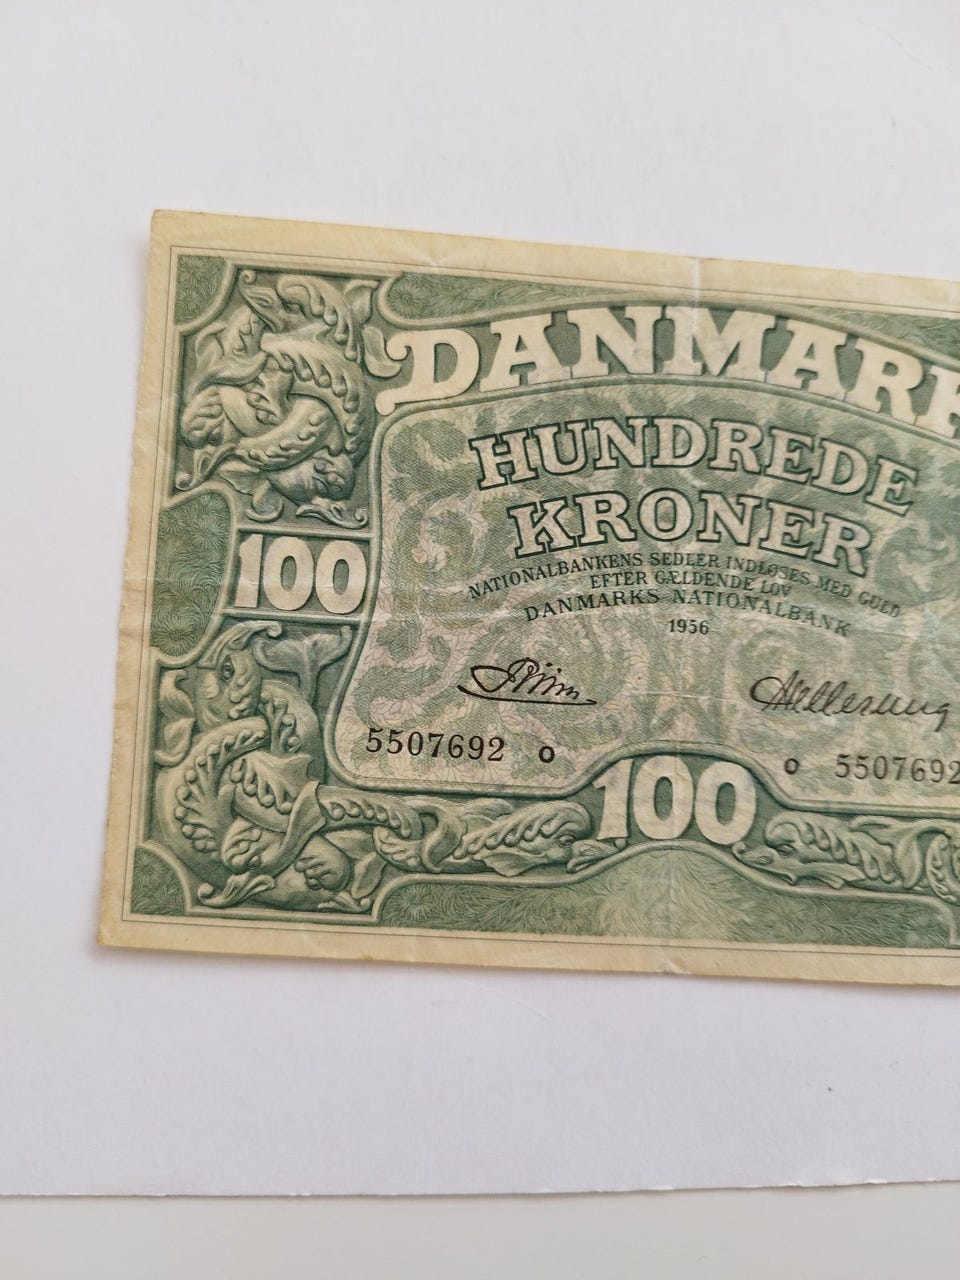 DANMARK
HUNDREDE
KRONER
NATIONALBANKENS SEDLER INDLØSES MED GULD
EFTER GÆLDENDE LOV
DANMARKS NATIONALBANK
1956
100
5507692 o
o 5507692
100